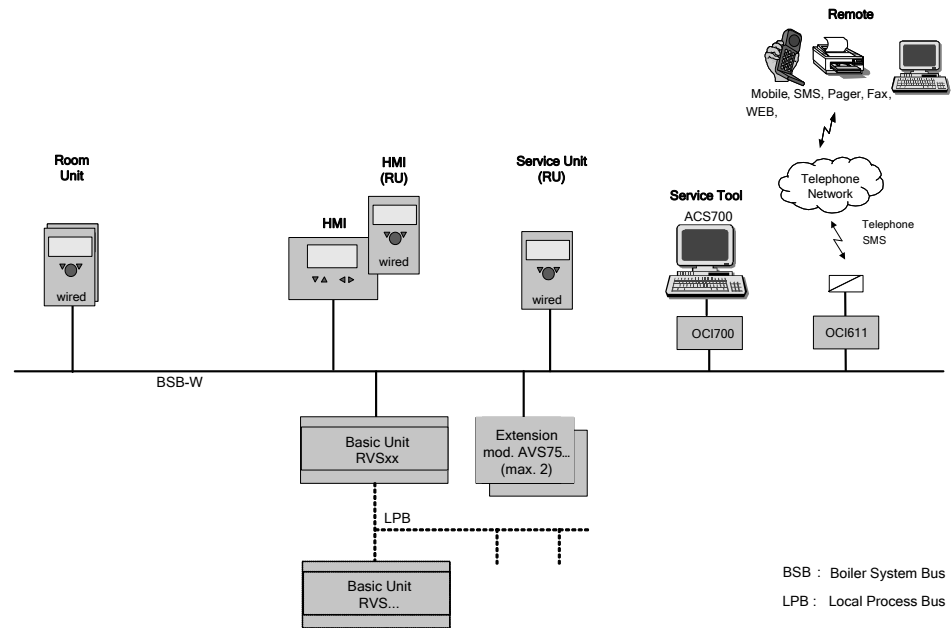 Remote
Mobile, SMS, Pager, Fax,
WEB,
Telephone
Network
Telephone
SMS
Room
Unit
wired
HMI
HMI
(RU)
wired
Service Unit
(RU)
wired
Service Tool
ACS700
OCI700
OCI611
BSB-W
Basic Unit
RVSxx
Extension
mod. AVS75...
(max. 2)
LPB
Basic Unit
RVS...
BSB : Boiler System Bus
LPB : Local Process Bus